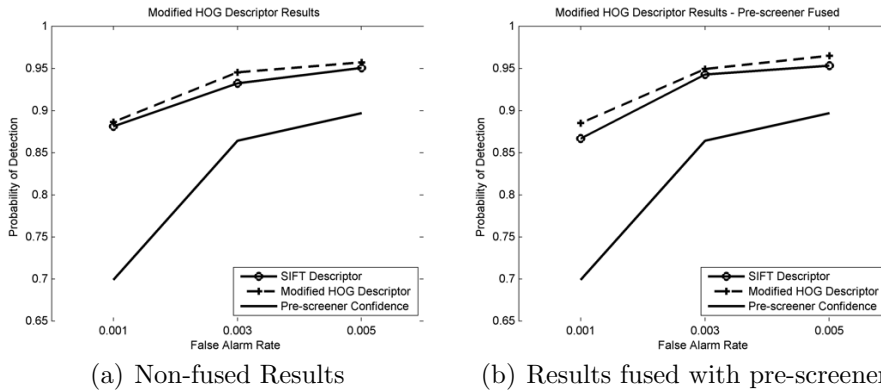 Modified HOG Descriptor Results
1
0.95
0.9
0.85
0.8
0.75
0.7
0.65
Probability of Detection
SIFT Descriptor
Modified HOG Descriptor
Pre-screener Confidence
0.001
0.003
0.005
False Alarm Rate
(a) Non-fused Results
Modified HOG Descriptor Results - Pre-screener Fused
1
0.95
0.9
0.85
0.8
0.75
0.7
0.65
Probability of Detection
SIFT Descriptor
Modified HOG Descriptor
Pre-screener Confidence
0.001
0.003
0.005
False Alarm Rate
(b) Results fused with pre-screener